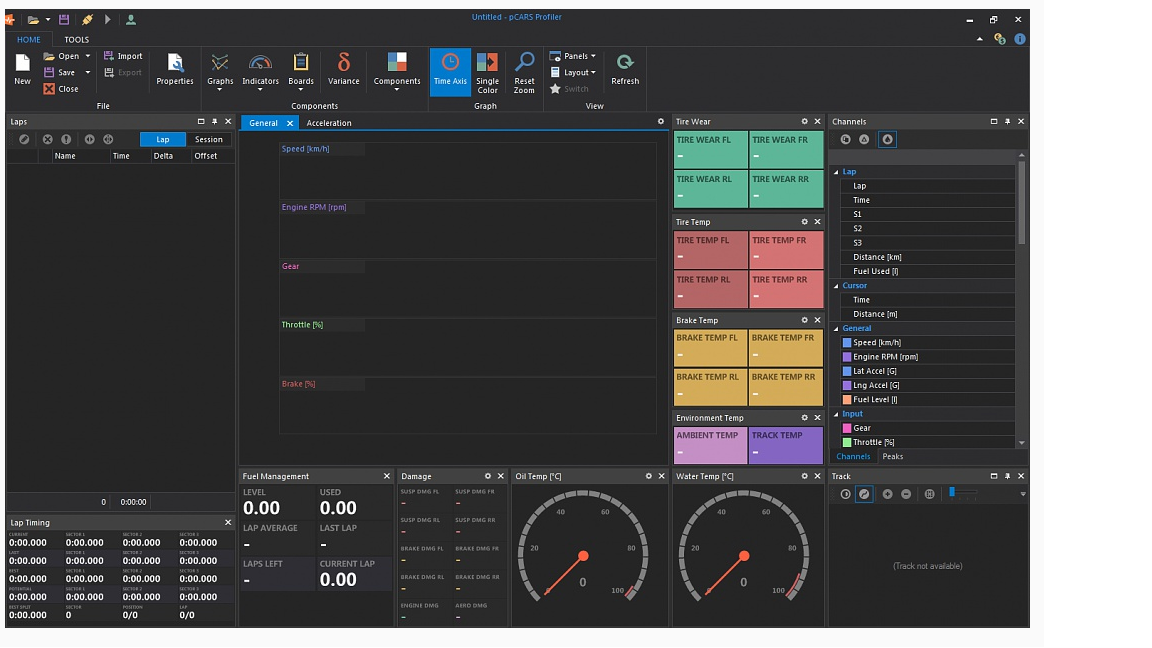 Untitled - pCARS Profiler
HOME TOOLS
Open Import
Save Export
Close
New Properties Graphs Indicators Boards Variance Components Time Axis Single Color Reset Zoom
Panels
Layout
Switch
Refresh
File Components Graph View
Laps
Lap Session
Name Time Delta Offset
0 0:00:00
Lap Timing
CURRENT SECTOR 1 SECTOR 2 SECTOR 3
0:00.000 0:00.000 0:00.000 0:00.000
LAST SECTOR 1 SECTOR 2 SECTOR 3
0:00.000 0:00.000 0:00.000 0:00.000
BEST SECTOR 1 SECTOR 2 SECTOR 3
0:00.000 0:00.000 0:00.000 0:00.000
POTENTIAL SECTOR 1 SECTOR 2 SECTOR 3
0:00.000 0:00.000 0:00.000 0:00.000
BEST SPLIT SECTOR POSITION LAP
0:00.000 0 0/0 0/0
General Acceleration
Speed [km/h]
Engine RPM [rpm]
Gear
Throttle [%]
Brake [%]
Fuel Management
LEVEL USED
0.00 0.00
LAP AVERAGE LAST LAP
- -
LAPS LEFT CURRENT LAP
- 0.00
Damage
SUSP DMG FL SUSP DMG FR
- -
SUSP DMG RL SUSP DMG RR
- -
BRAKE DMG FL BRAKE DMG FR
- -
BRAKE DMG RL BRAKE DMG RR
- -
ENGINE DMG AERO DMG
- -
Oil Temp [°C]
20 40 60 80 100
0
Tire Wear
TIRE WEAR FL TIRE WEAR FR
- -
TIRE WEAR RL TIRE WEAR RR
- -
Tire Temp
TIRE TEMP FL TIRE TEMP FR
- -
TIRE TEMP RL TIRE TEMP RR
- -
Brake Temp
BRAKE TEMP FL BRAKE TEMP FR
- -
BRAKE TEMP RL BRAKE TEMP RR
- -
Environment Temp
AMBIENT TEMP TRACK TEMP
- -
Water Temp [°C]
20 40 60 80 100
0
Channels
Lap
Lap
Time
S1
S2
S3
Distance [km]
Fuel Used [l]
Cursor
Time
Distance [m]
General
Speed [km/h]
Engine RPM [rpm]
Lat Accel [G]
Lng Accel [G]
Fuel Level [l]
Input
Gear
Throttle [%]
Channels Peaks
Track
(Track not available)